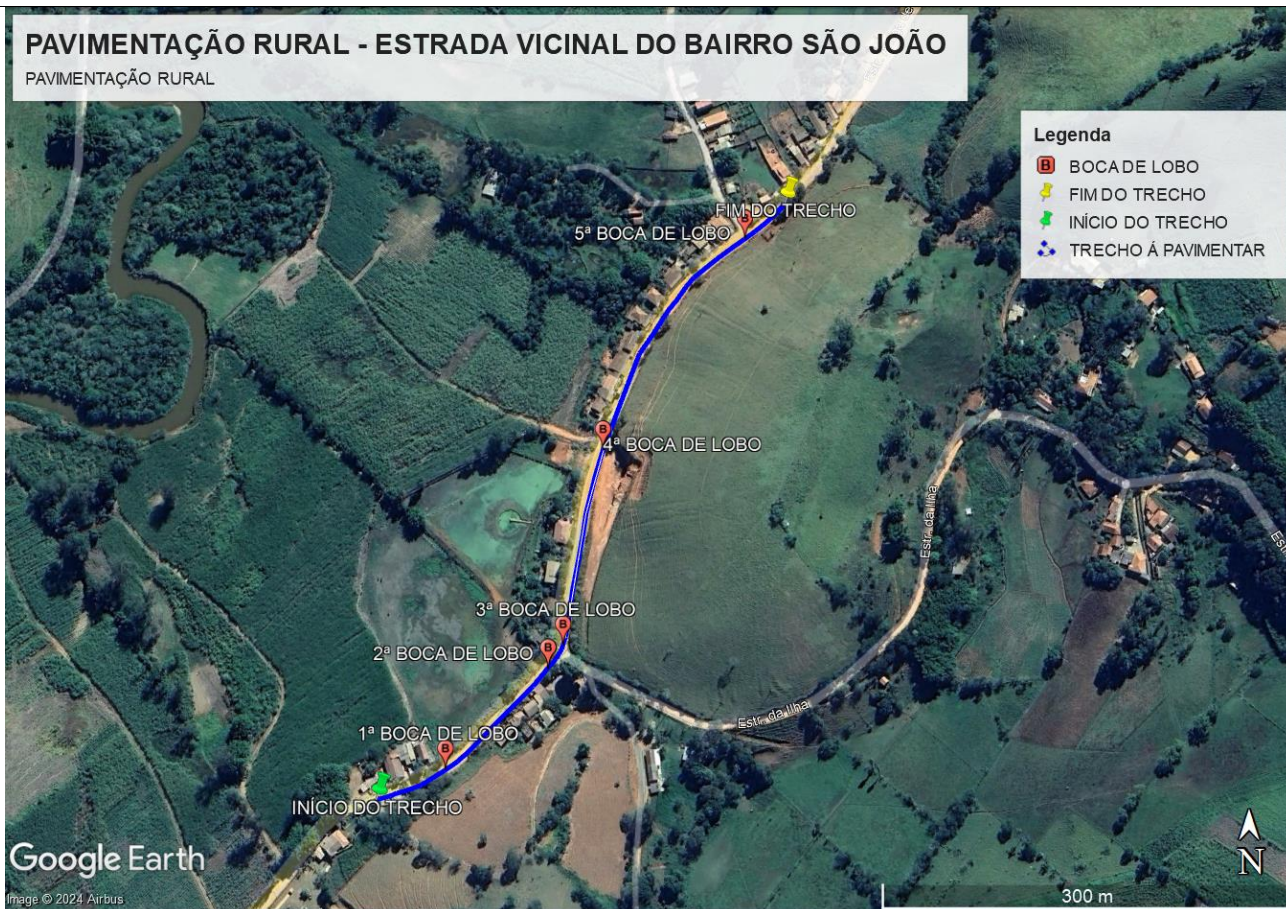 PAVIMENTAÇÃO RURAL - ESTRADA VICINAL DO BAIRRO SÃO JOÃO
PAVIMENTAÇÃO RURAL
Legenda
B BOCA DE LOBO
FIM DO TRECHO
INÍCIO DO TRECHO
TRECHO Á PAVIMENTAR
FIM DO TRECHO
B
5ª BOCA DE LOBO
B
4ª BOCA DE LOBO
Estr. da Ilha
3ª BOCA DE LOBO
B
2ª BOCA DE LOBO
B
Estr. da Ilha
1ª BOCA DE LOBO
B
INÍCIO DO TRECHO
Google Earth
Image © 2024 Airbus
N
300 m